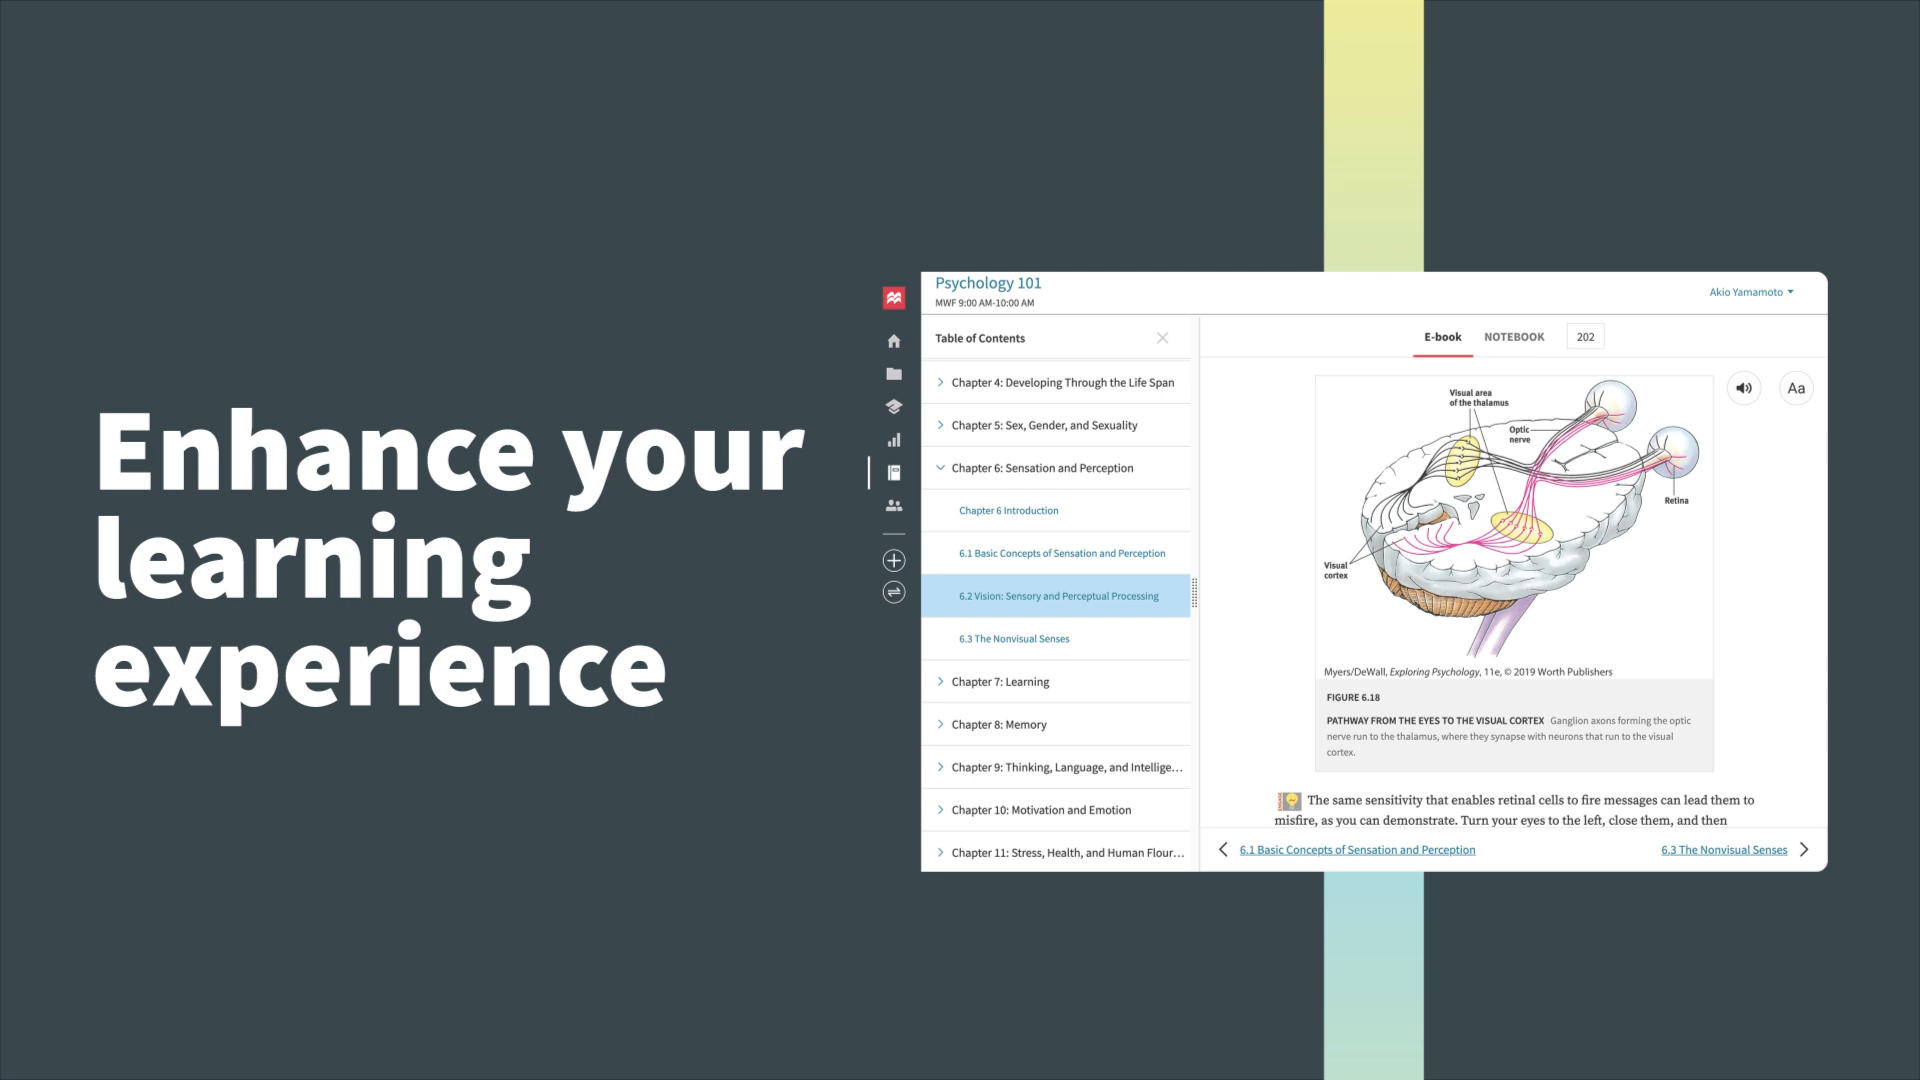 Enhance your
learning
experience
Psychology 101
MWF 9:00 AM-10:00 AM
Akio Yamamoto
Table of Contents
Chapter 4: Developing Through the Life Span
Chapter 5: Sex, Gender, and Sexuality
Chapter 6: Sensation and Perception
Chapter 6 Introduction
6.1 Basic Concepts of Sensation and Perception
6.2 Vision: Sensory and Perceptual Processing
6.3 The Nonvisual Senses
Chapter 7: Learning
Chapter 8: Memory
Chapter 9: Thinking, Language, and Intellige...
Chapter 10: Motivation and Emotion
Chapter 11: Stress, Health, and Human Flour...
E-book NOTEBOOK 202
Aa
Visual area
of the thalamus
Optic
nerve
Retina
Visual
cortex
Myers/DeWall, Exploring Psychology, 11e, © 2019 Worth Publishers
FIGURE 6.18
PATHWAY FROM THE EYES TO THE VISUAL CORTEX Ganglion axons forming the optic
nerve run to the thalamus, where they synapse with neurons that run to the visual
cortex.
The same sensitivity that enables retinal cells to fire messages can lead them to
misfire, as you can demonstrate. Turn your eyes to the left, close them, and then
6.1 Basic Concepts of Sensation and Perception
6.3 The Nonvisual Senses